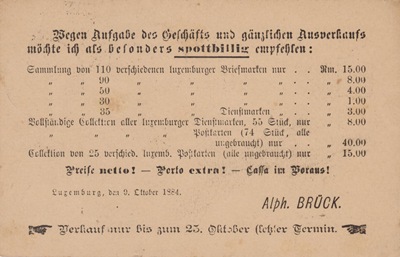 Wegen Aufgabe des Geschäfts und gänzlichen Ausverkaufs
möchte ich als besonders spottbillig empfehlen:
Sammlung von 110 verschiedenen luxemburger Briefmarken nur . . Rm. 15.00
„ „ 90 „ „ „ „ . . „ 8.00
„ „ 50 „ „ „ „ . . „ 4.00
„ „ 30 „ „ „ „ . . „ 1.00
„ „ 35 „ „ Dienstmarken „ . . „ 3.00
Vollständige Collection aller luxemburger Dienstmarken, 55 Stück, nur „ 8.00
„ „ „ „ Postkarten (74 Stück, alle
ungebraucht) nur . . „ 40.00
Collection von 25 verschied. luxemb. Postkarten (alle ungebraucht) nur „ 15.00
Preise netto! — Porto extra! — Cassa im Voraus!
Luxemburg, den 9. Oktober 1884.
Alph. BRÜCK.
Verkauf nur bis zum 25. Oktober (letzter Termin.